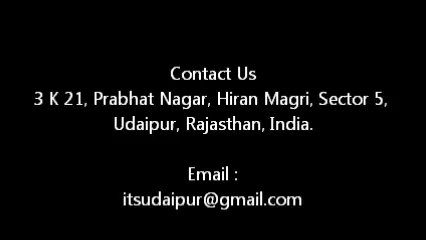 Contact Us
3 K 21, Prabhat Nagar, Hiran Magri, Sector 5,
Udaipur, Rajasthan, India.
Email :
itsudaipur@gmail.com